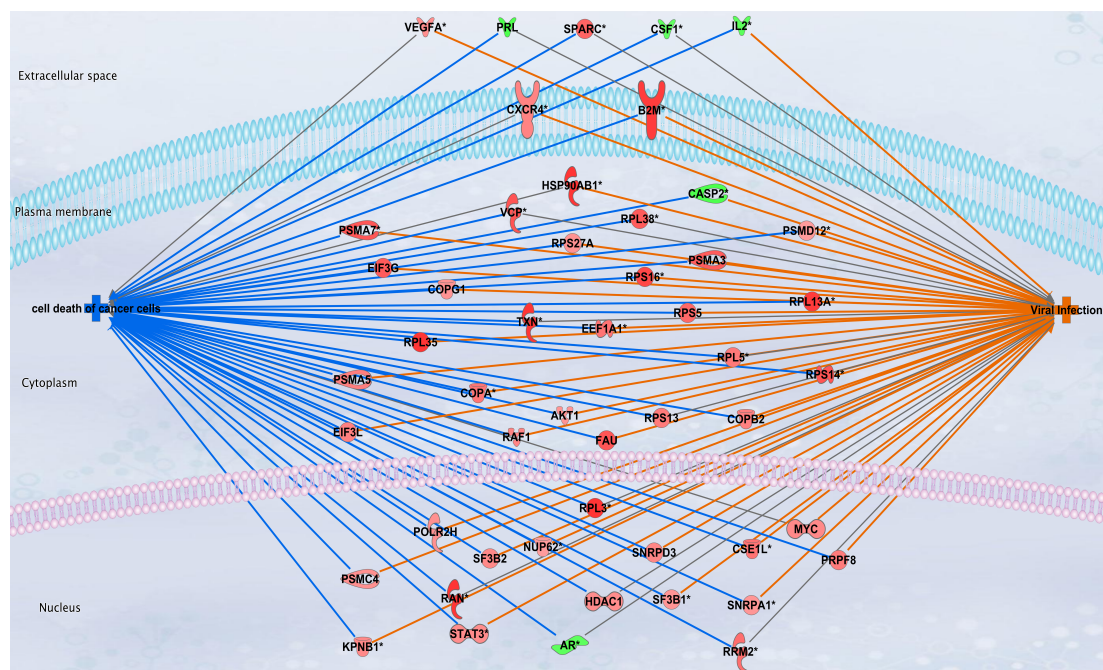 VEGFA*
PRL
SPARC*
CSF1*
IL2*
Extracellular space
CXCR4*
B2M*
HSP90AB1*
CASP2*
Plasma membrane
VCP*
RPL38*
PSMA7*
PSMD12*
RPS27A
PSMA3
EIF3G
RPS16*
COPG1
RPL13A*
cell death of cancer cells
Viral Infection
RPS5
TXN*
EEF1A1*
RPL35
RPL5*
RPS14*
PSMA5
Cytoplasm
COPA*
AKT1
RPS13
COPB2
EIF3L
RAF1
FAU
RPL3*
POLR2H
MYC
NUP62*
CSE1L*
SF3B2
SNRPD3
PRPF8
PSMC4
RAN*
HDAC1
SF3B1*
SNRPA1*
Nucleus
STAT3*
KPNB1*
AR*
RRM2*